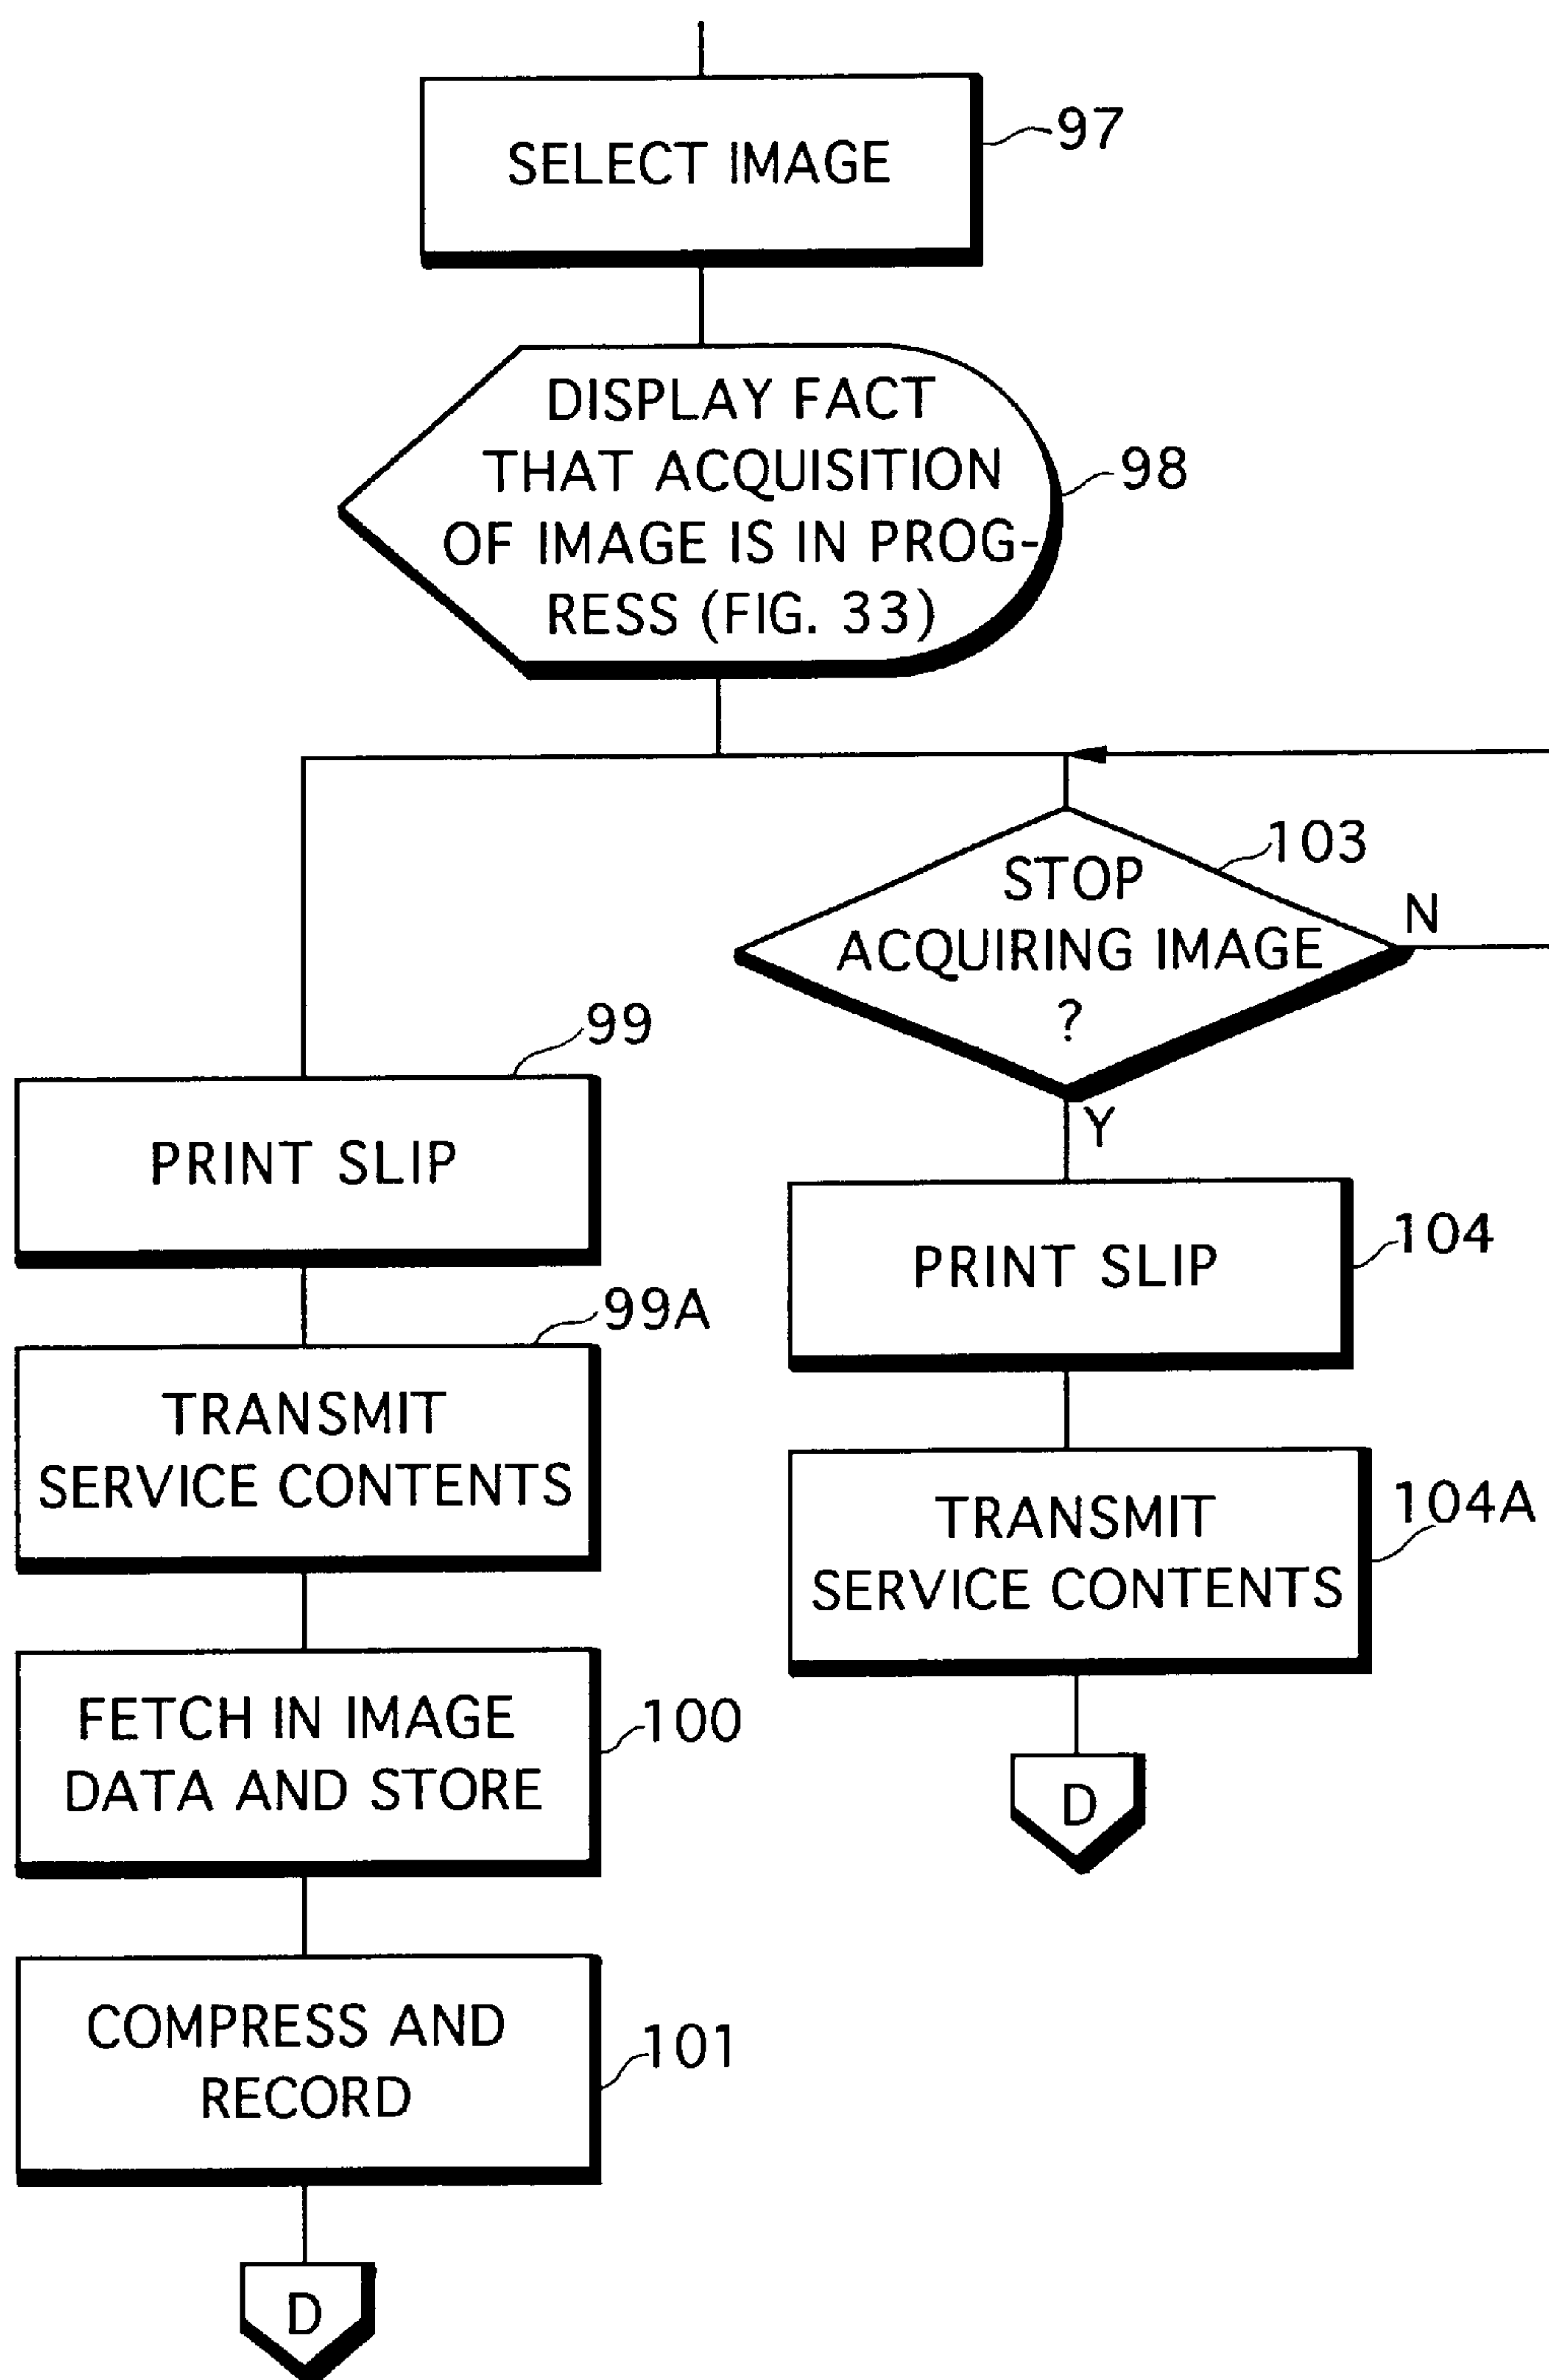 SELECT IMAGE
97
DISPLAY FACT
THAT ACQUISITION
OF IMAGE IS IN PROG-
RESS (FIG. 33)
98
STOP
ACQUIRING IMAGE
?
103
N
Y
99
PRINT SLIP
99A
TRANSMIT
SERVICE CONTENTS
FETCH IN IMAGE
DATA AND STORE
100
COMPRESS AND
RECORD
101
D
PRINT SLIP
104
TRANSMIT
SERVICE CONTENTS
104A
D